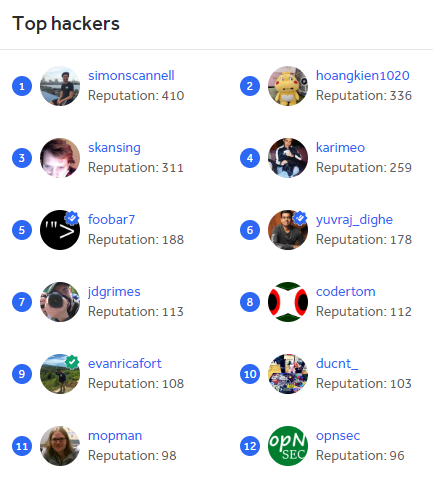 Top hackers
1
simonscannell
Reputation: 410
2
hoangkien1020
Reputation: 336
3
skansing
Reputation: 311
4
karimeo
Reputation: 259
5
'">
foobar7
Reputation: 188
6
yuvraj_dighe
Reputation: 178
7
jdgrimes
Reputation: 113
8
codertom
Reputation: 112
9
evanricafort
Reputation: 108
10
ducnt_
Reputation: 103
11
mopman
Reputation: 98
12
opN
SEC
opnsec
Reputation: 96